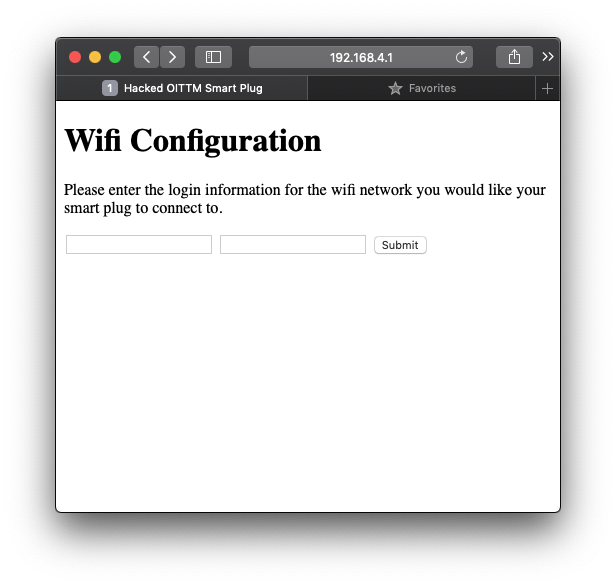 192.168.4.1
1 Hacked OITTM Smart Plug
Favorites
Wifi Configuration
Please enter the login information for the wifi network you would like your
smart plug to connect to.
Submit